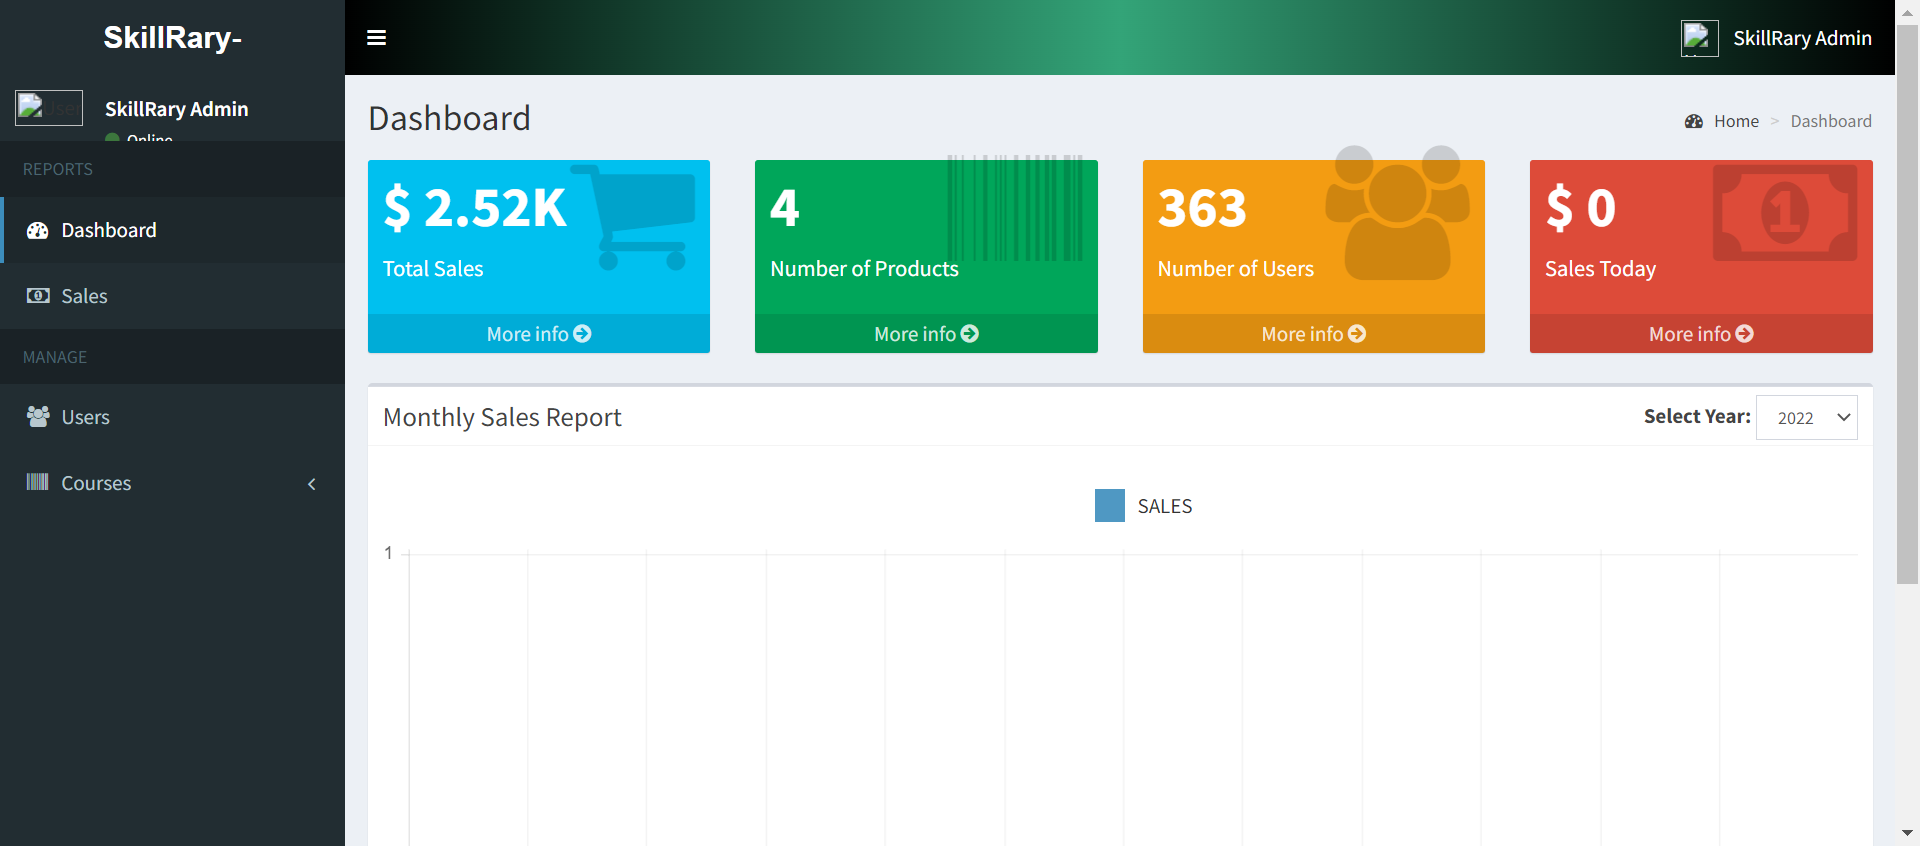 SkillRary-
SkillRary Admin
User
SkillRary Admin
Online
REPORTS
Dashboard
Sales
MANAGE
Users
Courses
Dashboard
Home > Dashboard
$ 2.52K
Total Sales
More info
4
Number of Products
More info
363
Number of Users
More info
$ 0
1
Sales Today
More info
Monthly Sales Report
Select Year: 2022
SALES
1